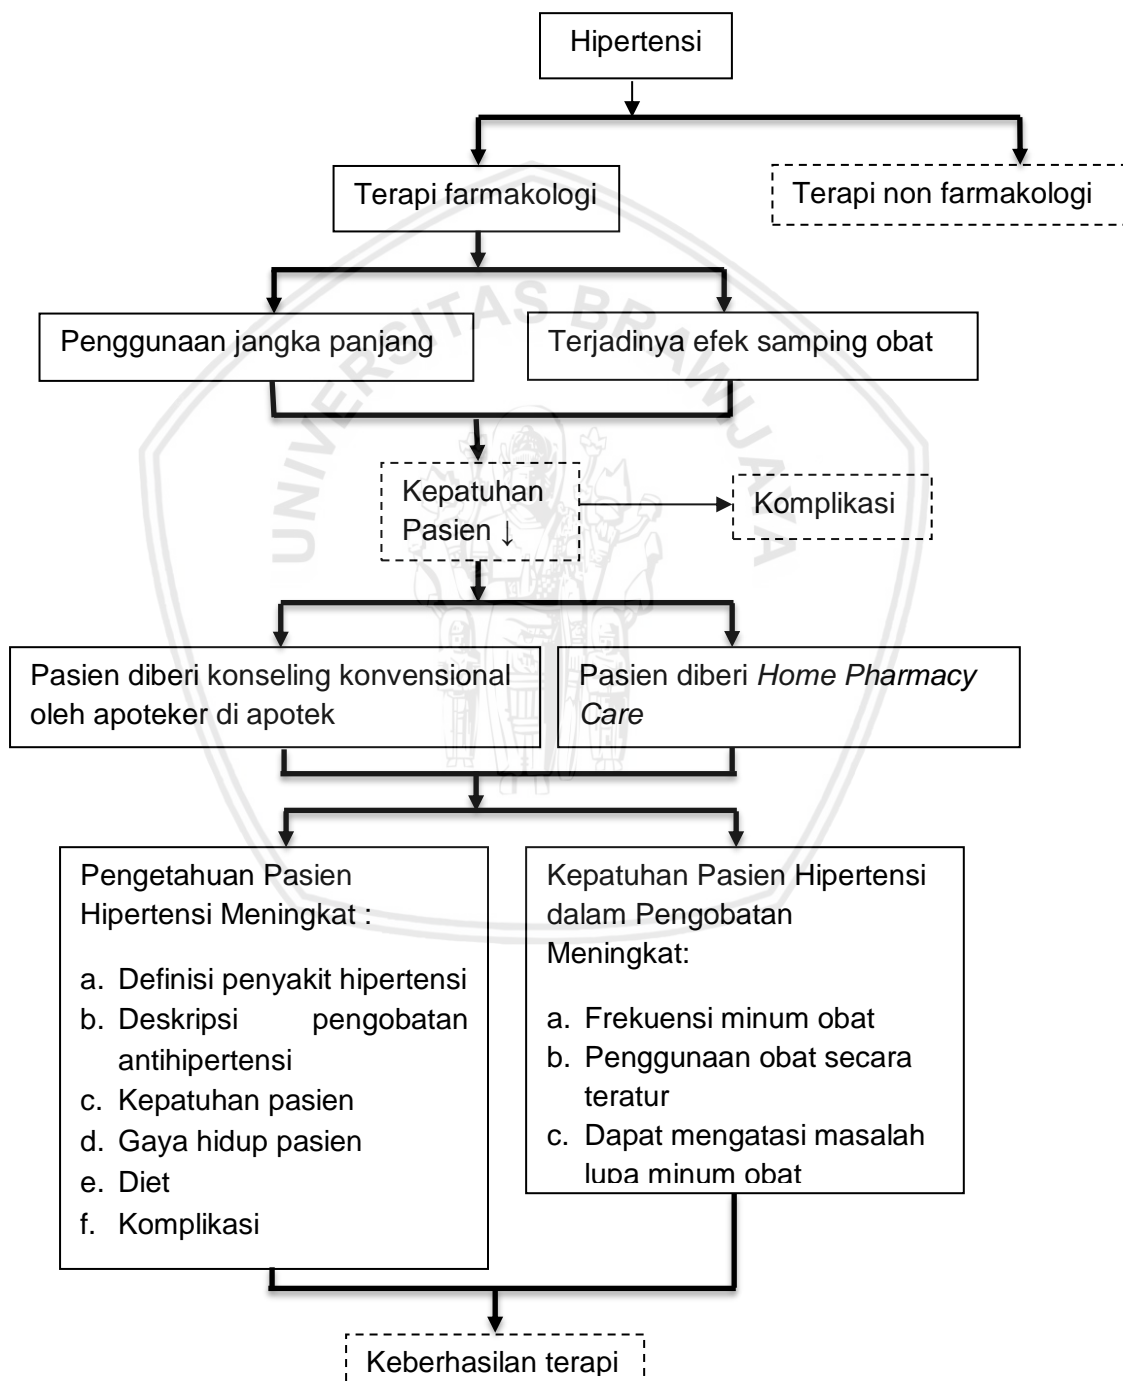 Hipertensi
Terapi farmakologi
Terapi non farmakologi
UNIVERSITAS BRAWIJAYA
Penggunaan jangka panjang
Terjadinya efek samping obat
Kepatuhan
Pasien ↓
Komplikasi
Pasien diberi konseling konvensional
oleh apoteker di apotek
Pasien diberi Home Pharmacy
Care
Pengetahuan Pasien
Hipertensi Meningkat :
a. Definisi penyakit hipertensi
b. Deskripsi pengobatan
antihipertensi
c. Kepatuhan pasien
d. Gaya hidup pasien
e. Diet
f. Komplikasi
Kepatuhan Pasien Hipertensi
dalam Pengobatan
Meningkat:
a. Frekuensi minum obat
b. Penggunaan obat secara
teratur
c. Dapat mengatasi masalah
lupa minum obat
Keberhasilan terapi